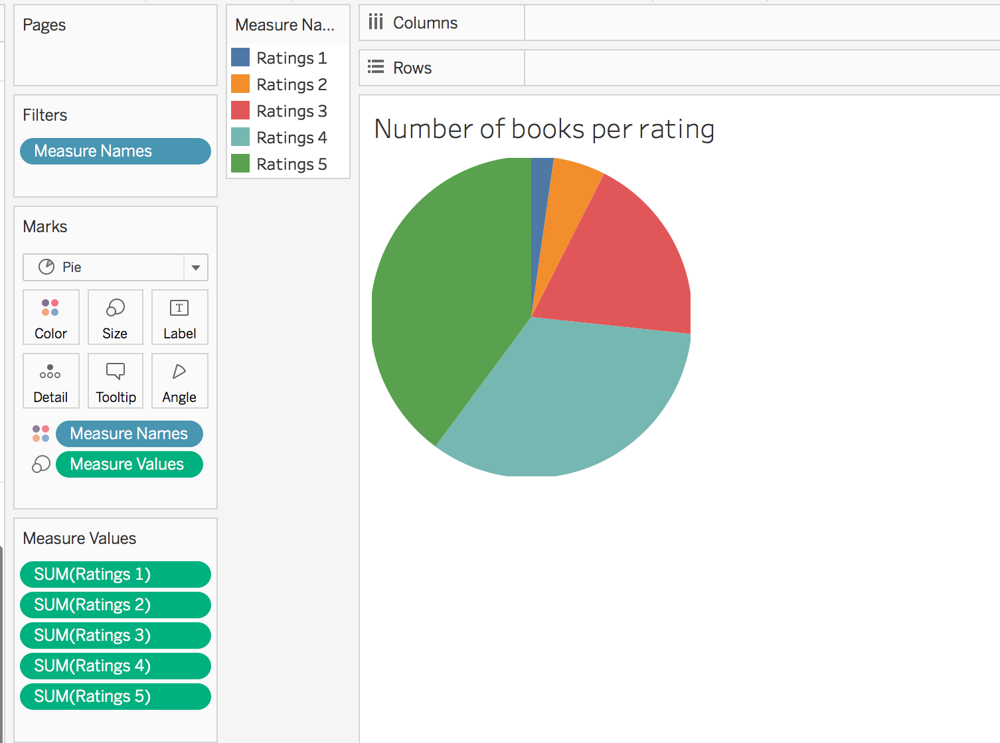 Pages
Filters
Measure Names
Marks
Pie
Color
Size
T
Label
Detail
Tooltip
Angle
Measure Names
Measure Values
Measure Values
SUM(Ratings 1)
SUM(Ratings 2)
SUM(Ratings 3)
SUM(Ratings 4)
SUM(Ratings 5)
Measure Na...
Ratings 1
Ratings 2
Ratings 3
Ratings 4
Ratings 5
Columns
Rows
Number of books per rating